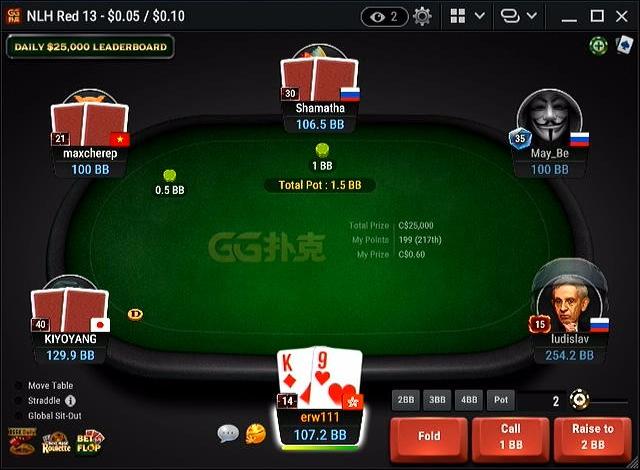 NLH Red 13 - $0.05 / $0.10
2
DAILY $25,000 LEADERBOARD
30
Shamatha
106.5 BB
21
maxcherep
100 BB
35
May_Be
100 BB
0.5 BB
1 BB
Total Pot : 1.5 BB
GG扑克
Total Prize C$25,000
My Points 199 (217th)
My Prize C$0.60
40
KIYOYANG
129.9 BB
D
15
ludislav
254.2 BB
K 9
14
erw111
107.2 BB
Move Table
Straddle
Global Sit-Out
2BB 3BB 4BB Pot 2
Fold
Call
1 BB
Raise to
2 BB
BET
FLOP